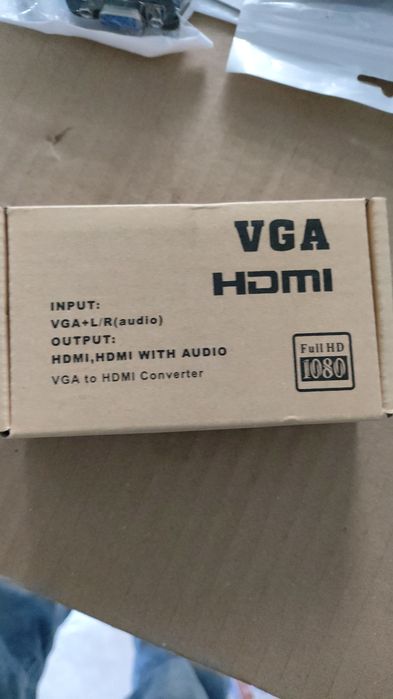 VGA
HDMI
INPUT:
VGA+L/R(audio)
OUTPUT:
HDMI,HDMI WITH AUDIO
VGA to HDMI Converter
Full HD
1080